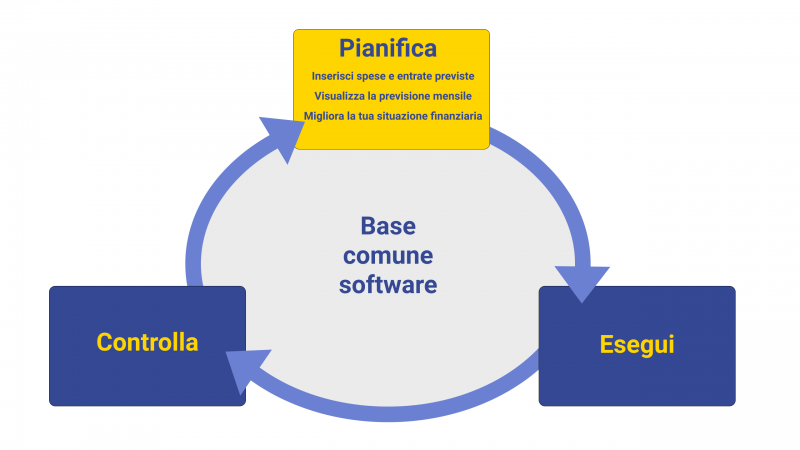 Pianifica
Inserisci spese e entrate previste
Visualizza la previsione mensile
Migliora la tua situazione finanziaria
Base
comune
software
Controlla
Esegui